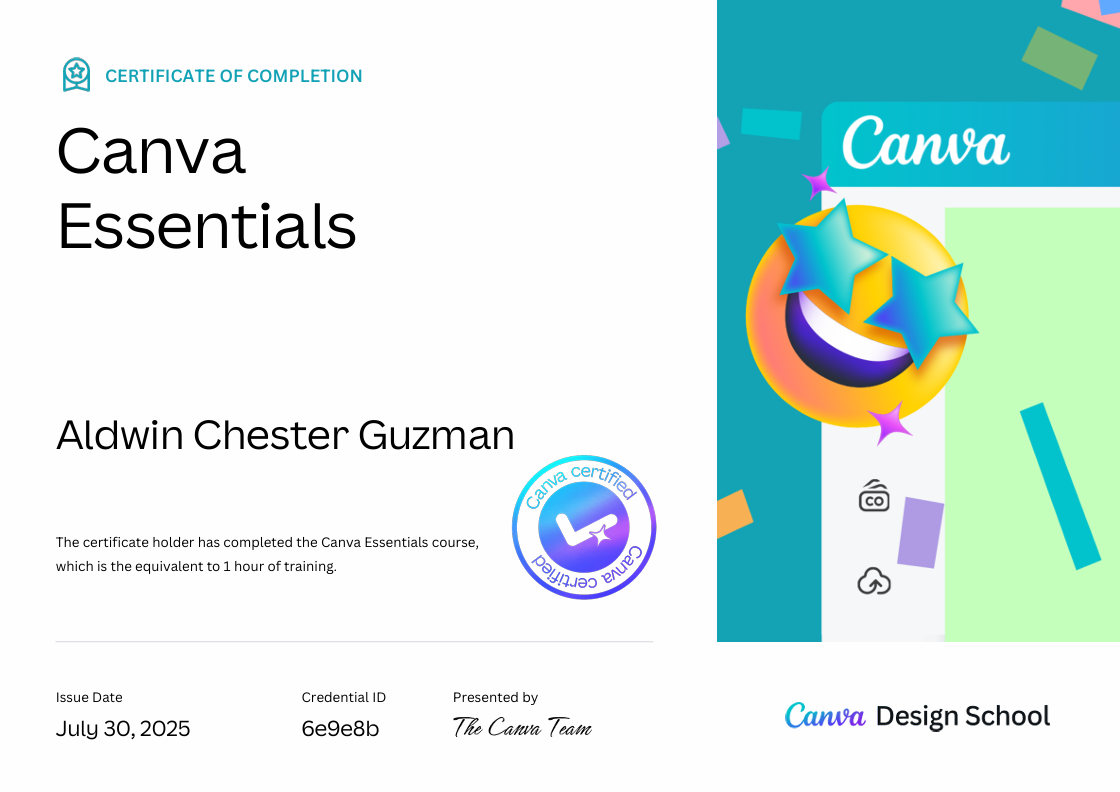 CERTIFICATE OF COMPLETION
Canva
Essentials
Aldwin Chester Guzman
Canva certified
Canva certified
The certificate holder has completed the Canva Essentials course,
which is the equivalent to 1 hour of training.
Issue Date
July 30, 2025
Credential ID
6e9e8b
Presented by
The Canva Team
Canva
CO
Canva Design School